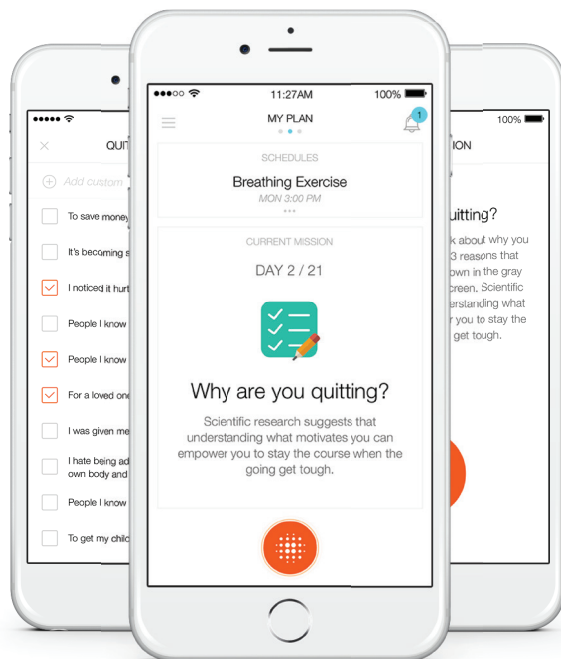 11:27AM
100%
MY PLAN
1
SCHEDULES
Breathing Exercise
MON 3:00 PM
CURRENT MISSION
DAY 2 / 21
Why are you quitting?
Scientific research suggests that
understanding what motivates you can
empower you to stay the course when the
going get tough.
QUI
Add custom
To save money
It's becoming s
I noticed it hurt
People I know
People I know
For a loved one
I was given me
I hate being ad
own body and
People I know
To get my chil
100%
ION
uitting?
k about why you
3 reasons that
own in the gray
creen, Scientific
erstanding what
r you to stay the
get tough.